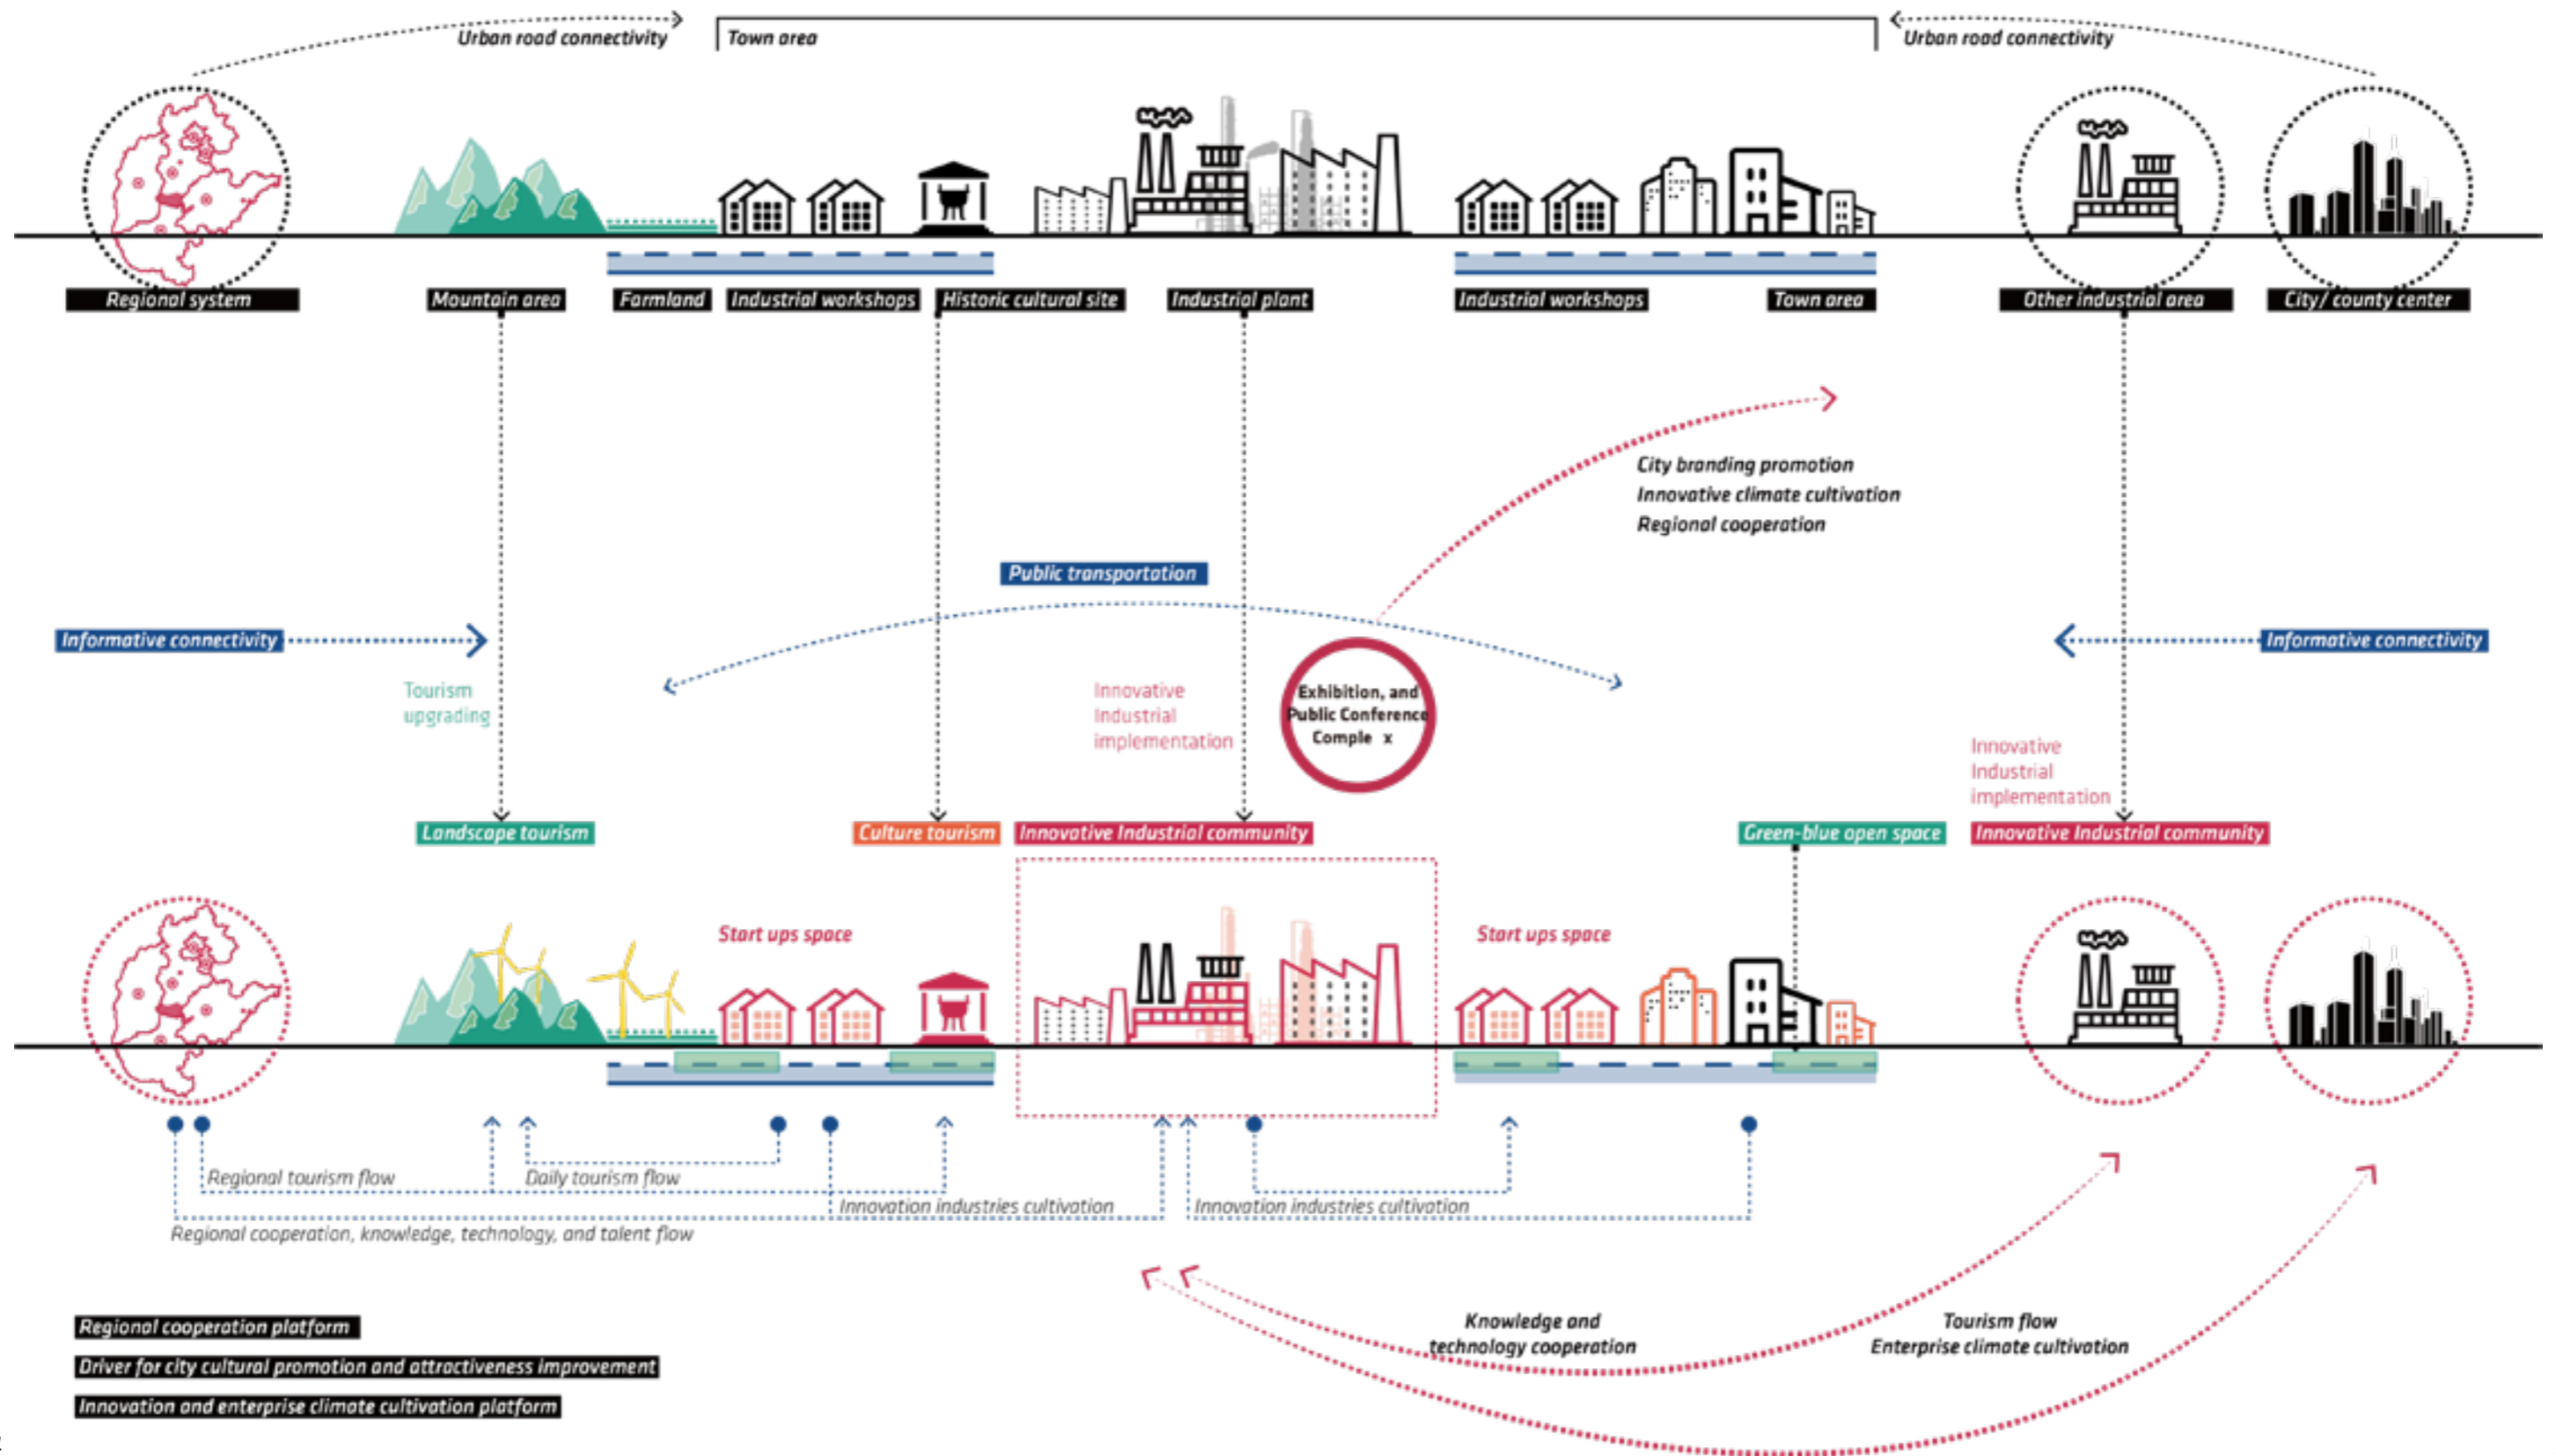 Urban road connectivity
Town area
Urban road connectivity
Regional system
Mountain area
Farmland
Industrial workshops
Historic cultural site
Industrial plant
Industrial workshops
Town area
Other industrial area
City/ county center
City branding promotion
Innovative climate cultivation
Regional cooperation
Public transportation
Informative connectivity
Informative connectivity
Tourism
upgrading
Innovative
Industrial
implementation
Exhibition, and
Public Conference
Comple x
Innovative
Industrial
implementation
Landscape tourism
Culture tourism
Innovative Industrial community
Green-blue open space
Innovative Industrial community
Start ups space
Start ups space
Regional tourism flow
Daily tourism flow
Innovation industries cultivation
Innovation industries cultivation
Regional cooperation, knowledge, technology, and talent flow
Knowledge and
technology cooperation
Tourism flow
Enterprise climate cultivation
Regional cooperation platform
Driver for city cultural promotion and attractiveness improvement
Innovation and enterprise climate cultivation platform